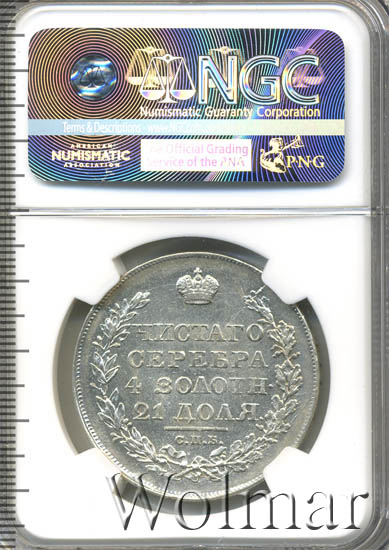 NGC
Numismatic Guaranty Corporation
Terms & Descriptions
AMERICAN
NUMISMATIC
ASSOCIATION
The Official Grading
Service of the ANA
PNG
ЧИСТАГО
СЕРЕБРА
4 ЗОЛОТН.
21 ДОЛЯ
С.П.Б.
Wolmar